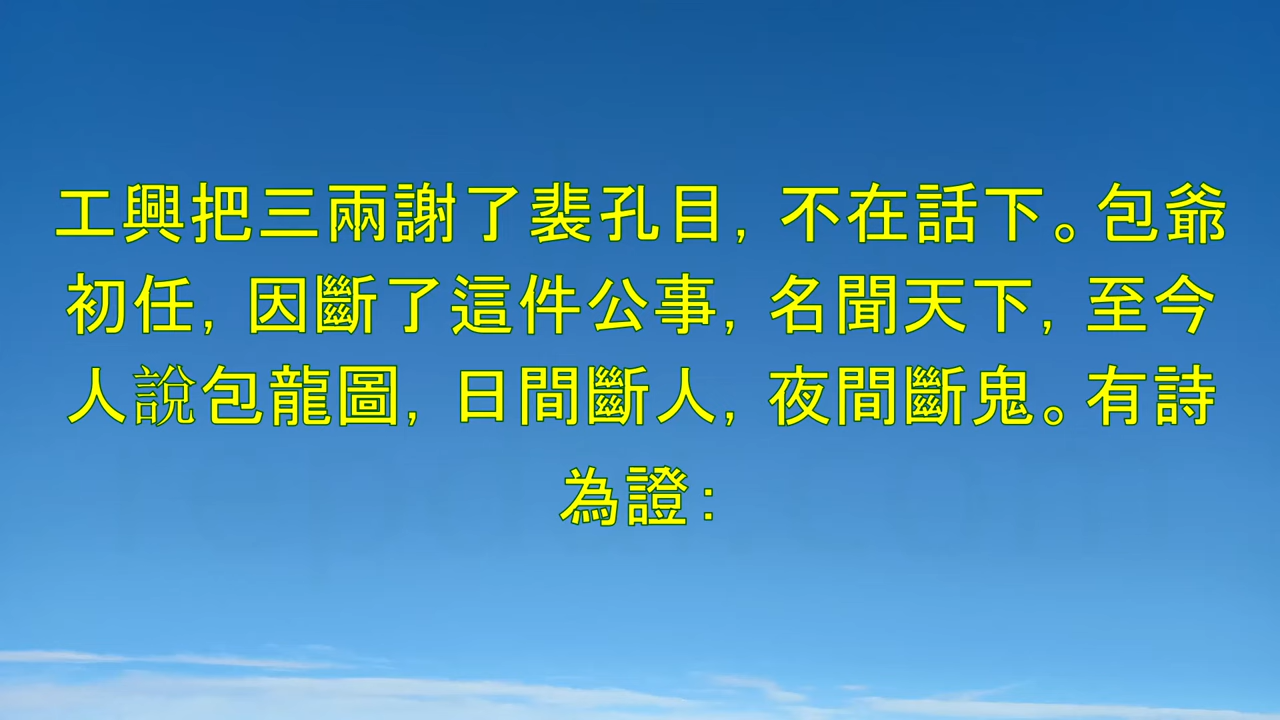 工興把三兩謝了裴孔目，不在話下。包爺
初任，因斷了這件公事，名聞天下，至今
人說包龍圖，日間斷人，夜間斷鬼。有詩
為證：